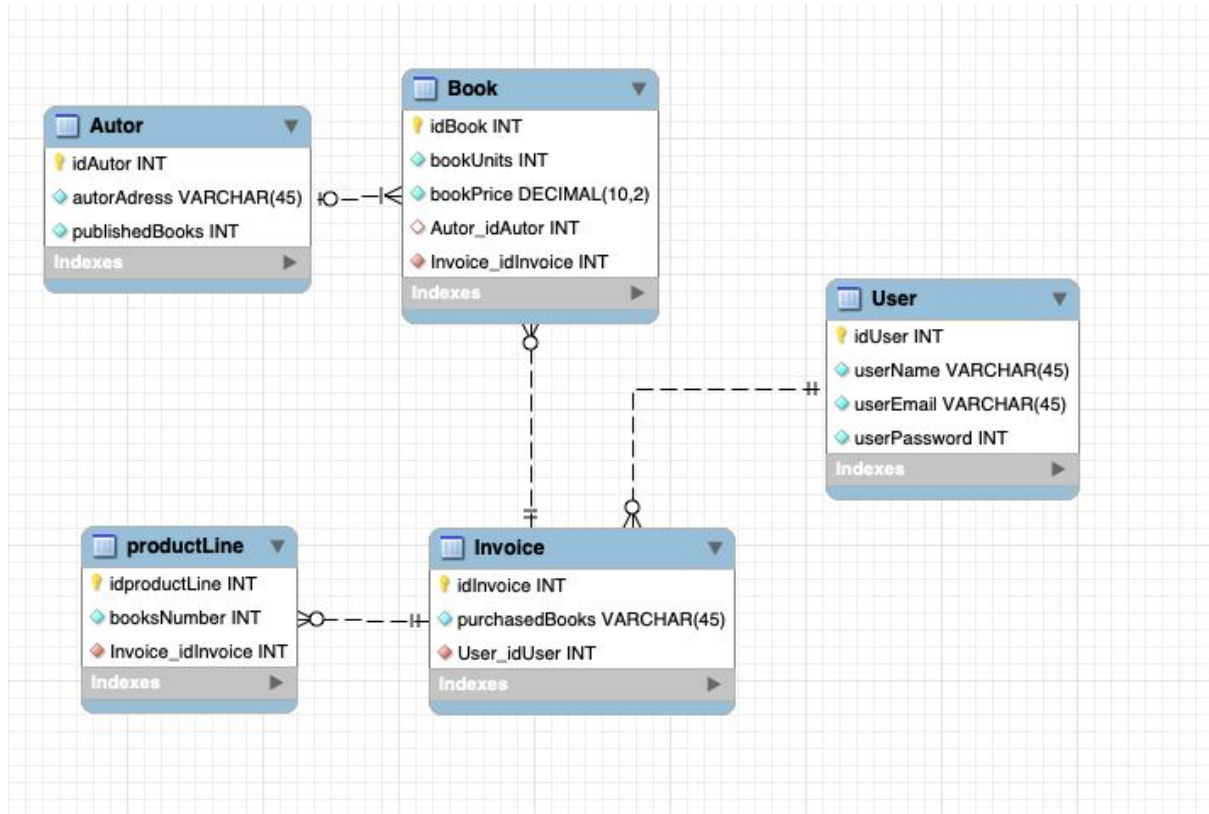 Autor
idAutor INT
autorAdress VARCHAR(45)
publishedBooks INT
Indexes
Book
idBook INT
bookUnits INT
bookPrice DECIMAL(10,2)
Autor_idAutor INT
Invoice_idInvoice INT
Indexes
User
idUser INT
userName VARCHAR(45)
userEmail VARCHAR(45)
userPassword INT
Indexes
productLine
idproductLine INT
booksNumber INT
Invoice_idInvoice INT
Indexes
Invoice
idInvoice INT
purchasedBooks VARCHAR(45)
User_idUser INT
Indexes